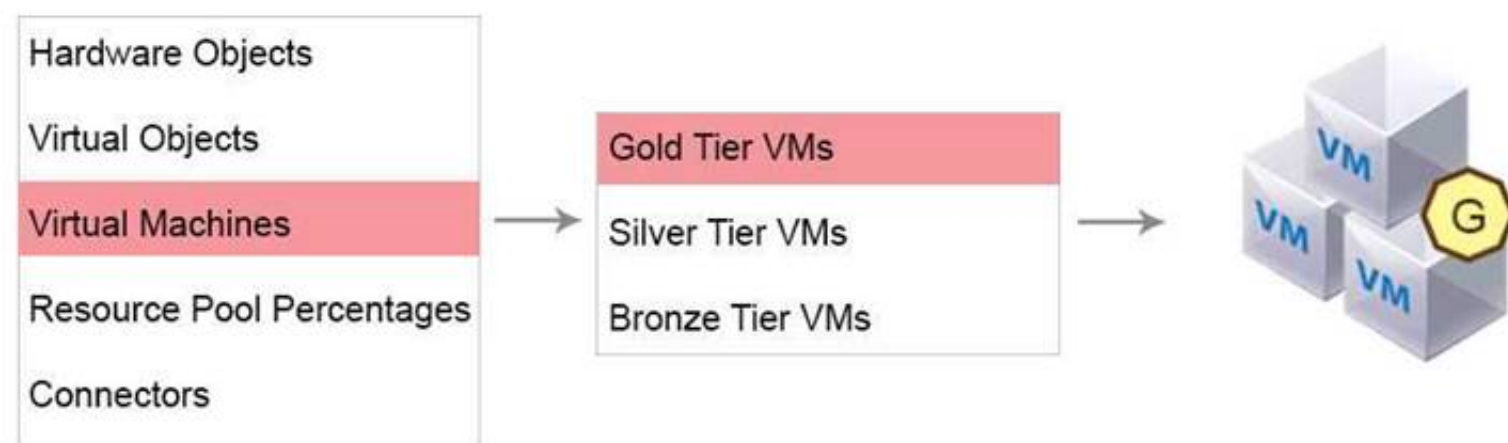 Hardware Objects
Virtual Objects
Virtual Machines
Resource Pool Percentages
Connectors
Gold Tier VMs
Silver Tier VMs
Bronze Tier VMs
VM
VM
VM
G